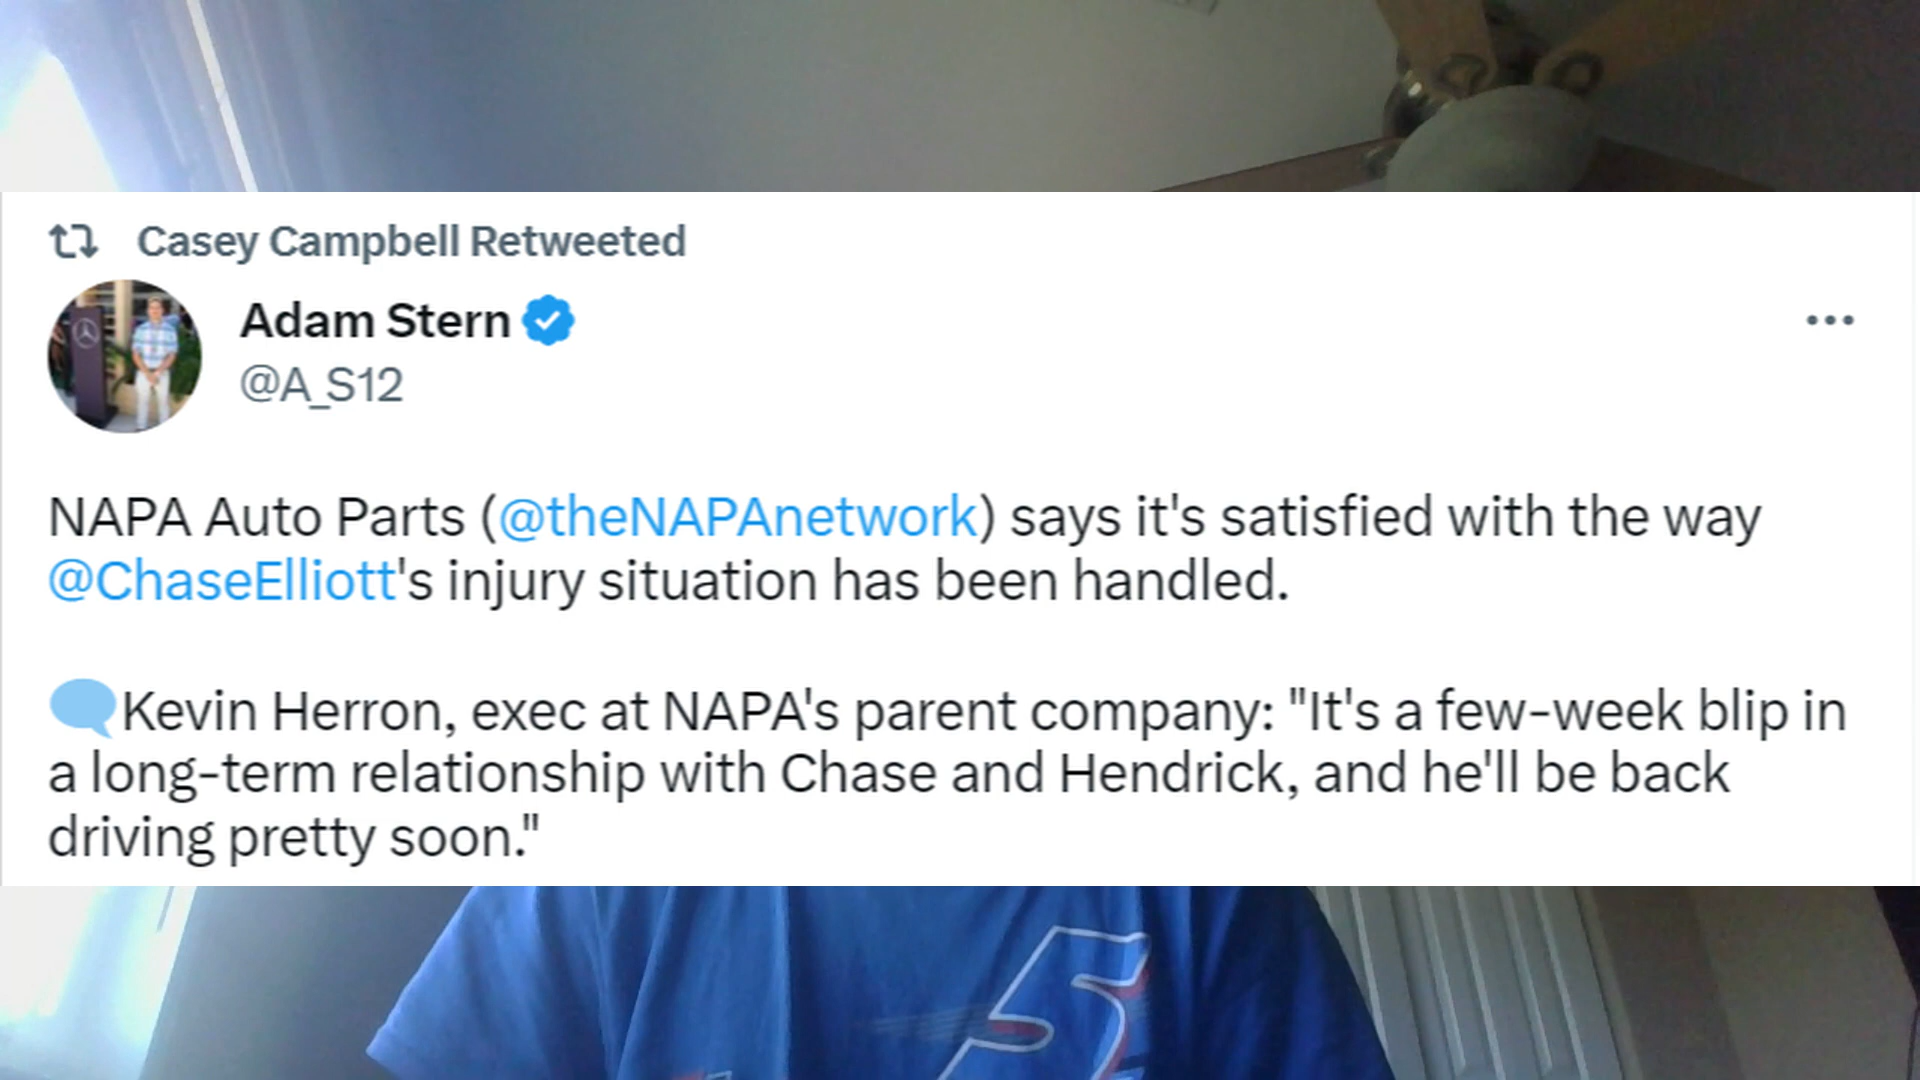 Casey Campbell Retweeted
Adam Stern
@A_S12
NAPA Auto Parts (@theNAPAnetwork) says it's satisfied with the way
@ChaseElliott's injury situation has been handled.
Kevin Herron, exec at NAPA's parent company: "It's a few-week blip in
a long-term relationship with Chase and Hendrick, and he'll be back
driving pretty soon."
5